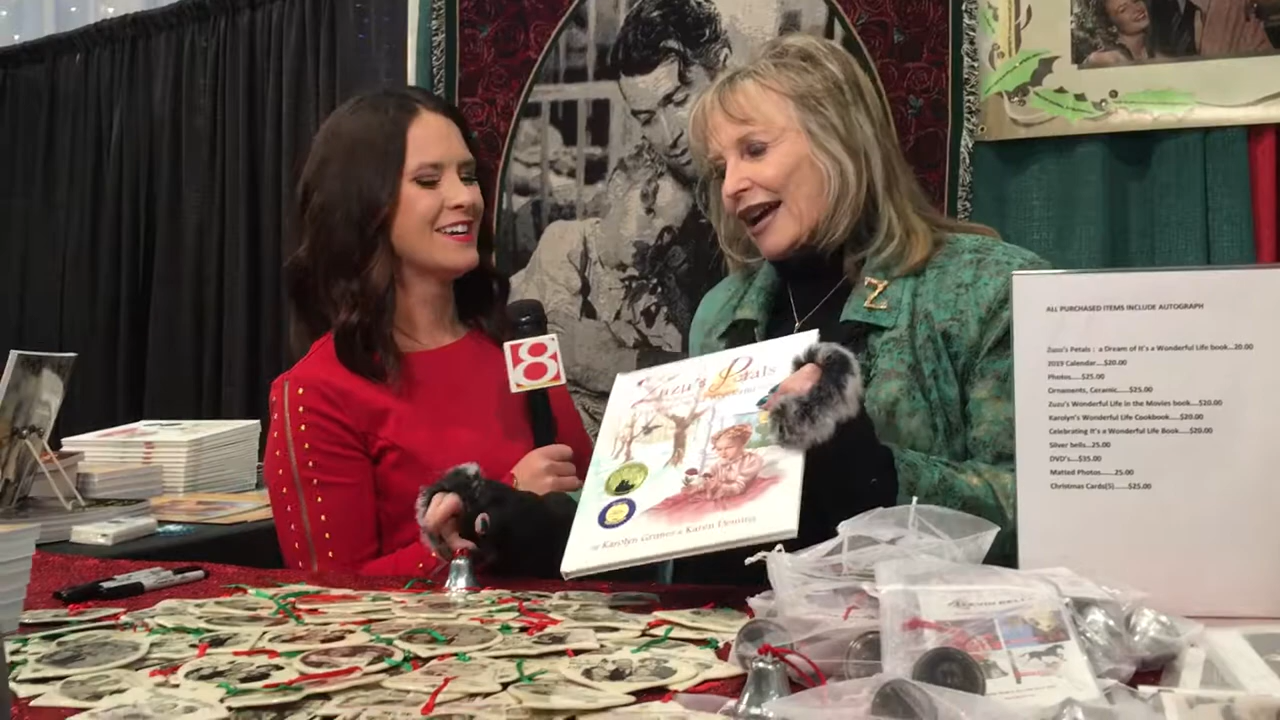 8
Zuzu's Petals
BY Karolyn Grimes & Karen Deming
Z
ALL PURCHASED ITEMS INCLUDE AUTOGRAPH
Zuzu's Petals : a Dream of It's a Wonderful Life book...20.00
2019 Calendar....$20.00
Photos.....$25.00
Ornaments, Ceramic......$25.00
Zuzu's Wonderful Life in the Movies book....$20.00
Karolyn's Wonderful Life Cookbook.....$20.00
Celebrating It's a Wonderful Life Book.....$20.00
Silver bells...25.00
DVD's....$35.00
Matted Photos.......25.00
Christmas Cards(5).......$25.00